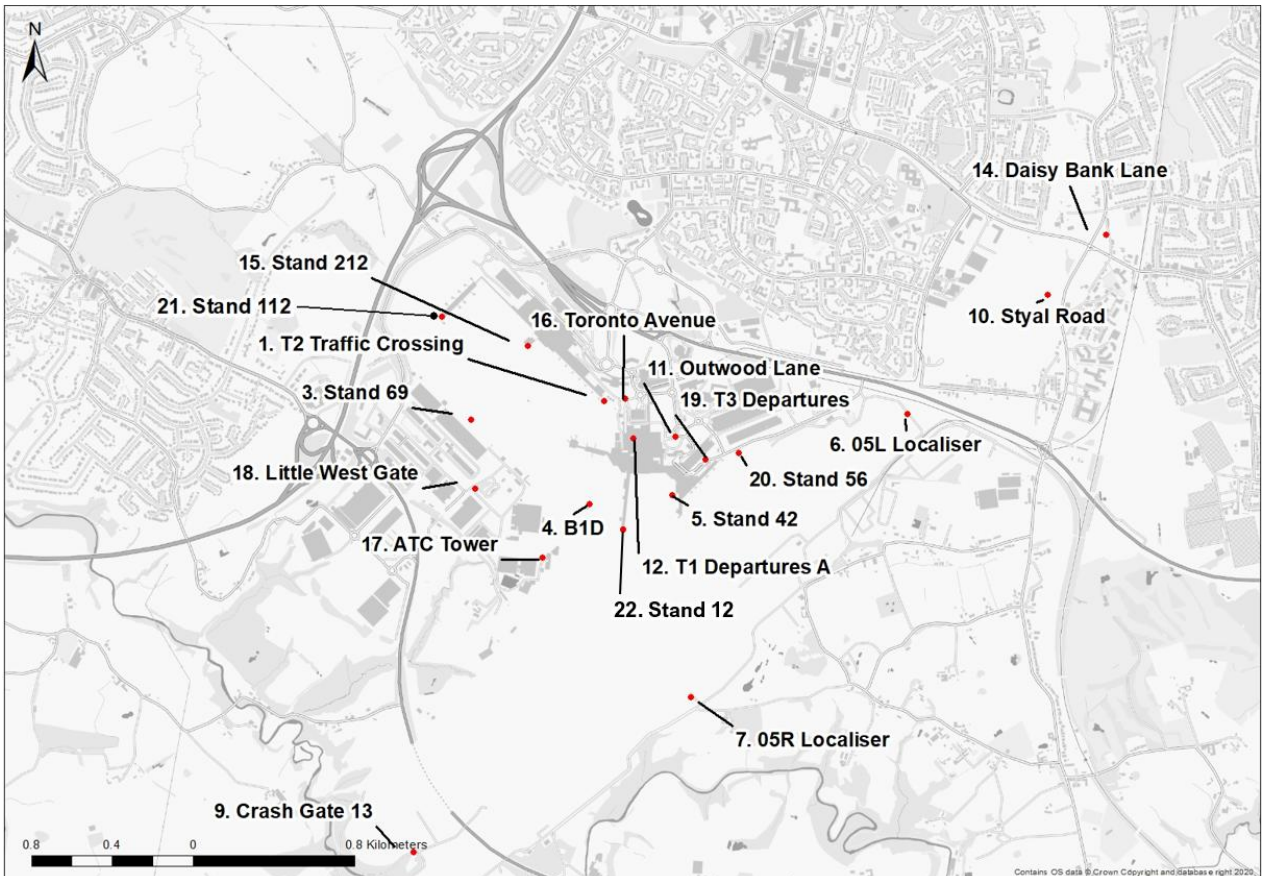 N
14. Daisy Bank Lane
15. Stand 212
21. Stand 112
16. Toronto Avenue
10. Styal Road
1. T2 Traffic Crossing
11. Outwood Lane
3. Stand 69
19. T3 Departures
6. 05L Localiser
18. Little West Gate
20. Stand 56
5. Stand 42
4. B1D
17. ATC Tower
12. T1 Departures A
22. Stand 12
7. 05R Localiser
9. Crash Gate 13
0.8 0.4 0 0.8 Kilometers
Contains OS data © Crown Copyright and database right 2020